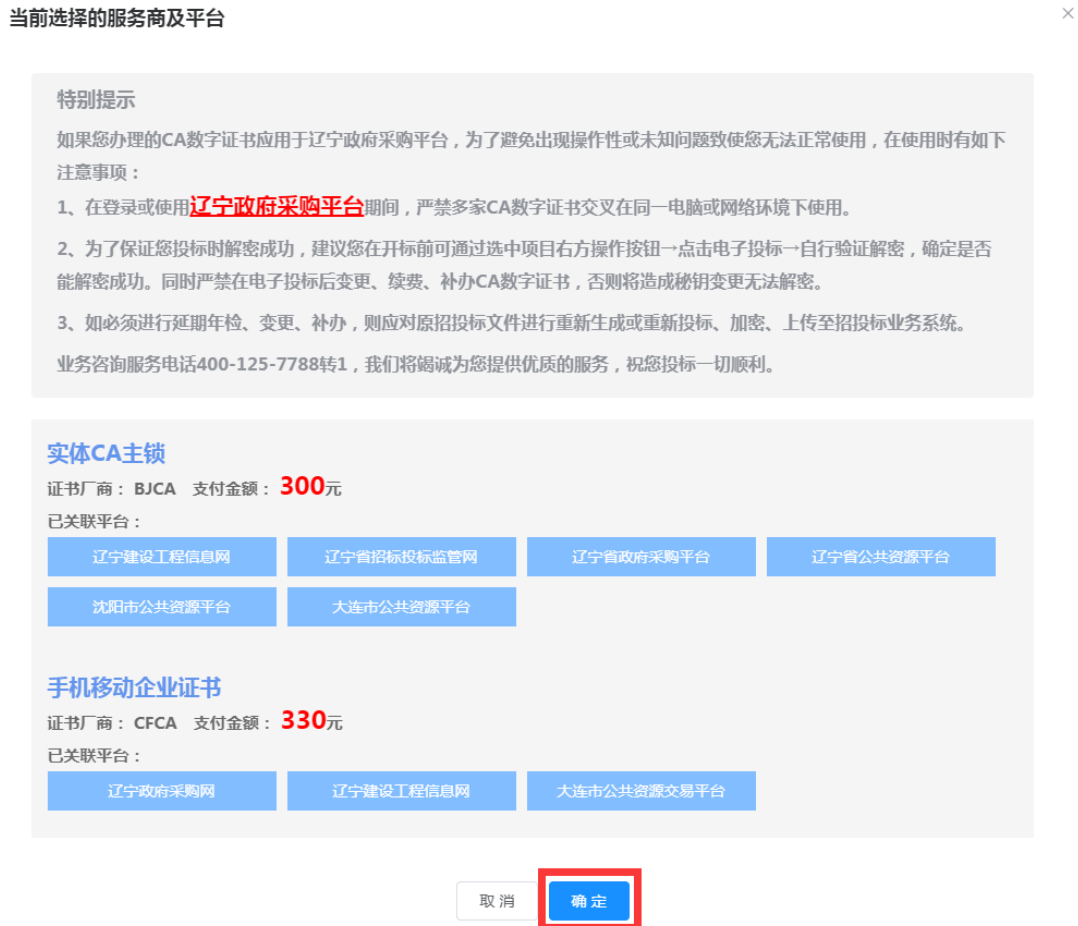 当前选择的服务商及平台
特别提示
如果您办理的CA数字证书应用于辽宁政府采购平台，为了避免出现操作性或未知问题致使您无法正常使用，在使用时有如下
注意事项：
1、在登录或使用辽宁政府采购平台期间，严禁多家CA数字证书交叉在同一电脑或网络环境下使用。
2、为了保证您投标时解密成功，建议您在开标前可通过选中项目右方操作按钮→点击电子投标→自行验证解密，确定是否
能解密成功。同时严禁在电子投标后变更、续费、补办CA数字证书，否则将造成秘钥变更无法解密。
3、如必须进行延期年检、变更、补办，则应对原招投标文件进行重新生成或重新投标、加密、上传至招投标业务系统。
业务咨询服务电话400-125-7788转1，我们将竭诚为您提供优质的服务，祝您投标一切顺利。
实体CA主锁
证书厂商： BJCA 支付金额： 300元
已关联平台：
辽宁建设工程信息网 辽宁省招标投标监管网 辽宁省政府采购平台 辽宁省公共资源平台
沈阳市公共资源平台 大连市公共资源平台
手机移动企业证书
证书厂商： CFCA 支付金额： 330元
已关联平台：
辽宁政府采购网 辽宁建设工程信息网 大连市公共资源交易平台
取 消 确 定